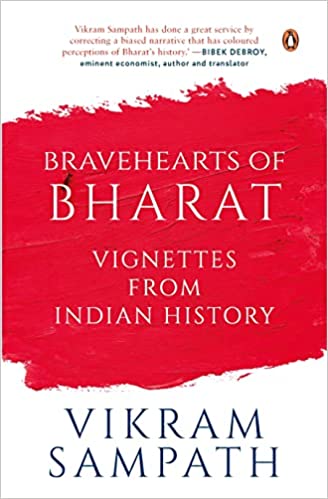 'Vikram Sampath has done a great service by
correcting a biased narrative that has coloured
perceptions of Bharat's history.'—BIBEK DEBROY,
eminent economist, author and translator
BRAVEHEARTS OF
BHARAT
VIGNETTES
FROM
INDIAN HISTORY
VIKRAM
SAMPATH